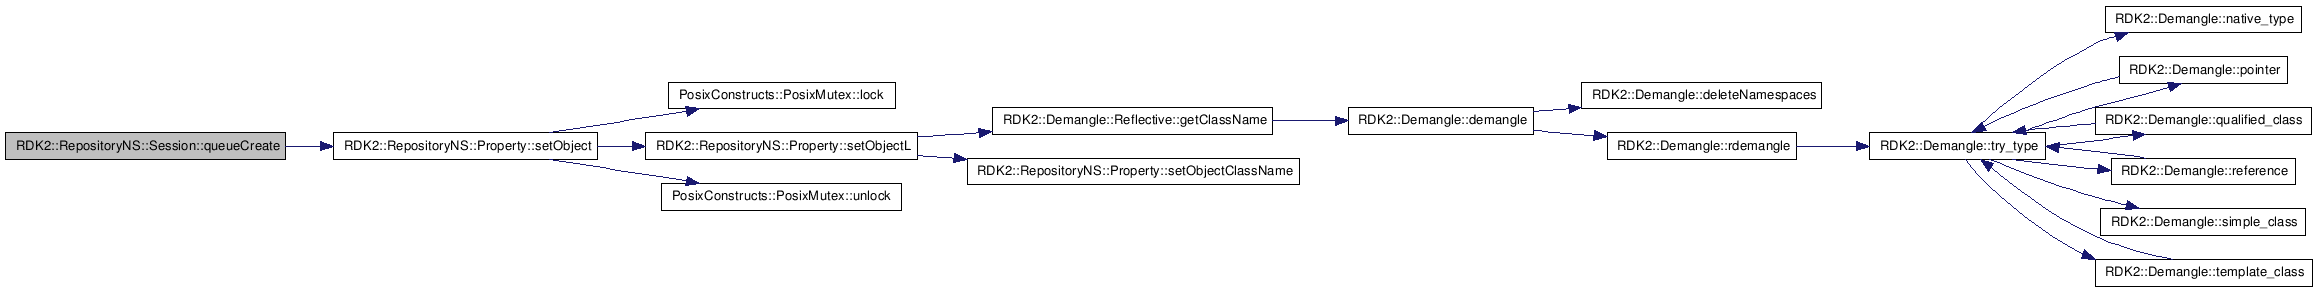 RDK2::RepositoryNS::Session::queueCreate
RDK2::RepositoryNS::Property::setObject
PosixConstructs::PosixMutex::lock
RDK2::RepositoryNS::Property::setObjectL
PosixConstructs::PosixMutex::unlock
RDK2::Demangle::Reflective::getClassName
RDK2::RepositoryNS::Property::setObjectClassName
RDK2::Demangle::demangle
RDK2::Demangle::deleteNamespaces
RDK2::Demangle::rdemangle
RDK2::Demangle::try_type
RDK2::Demangle::native_type
RDK2::Demangle::pointer
RDK2::Demangle::qualified_class
RDK2::Demangle::reference
RDK2::Demangle::simple_class
RDK2::Demangle::template_class